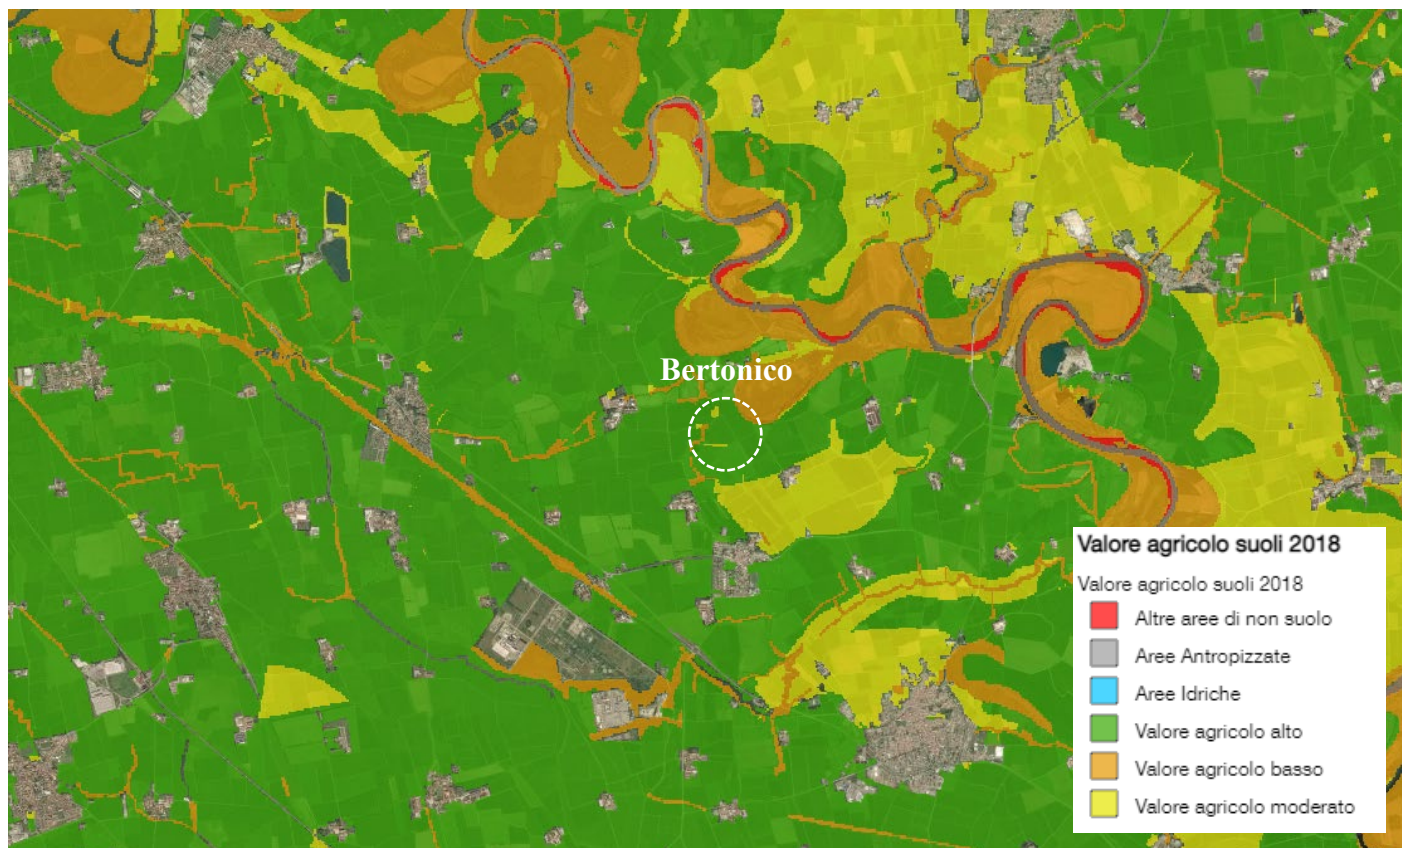 Bertonico
Valore agricolo suoli 2018
Valore agricolo suoli 2018
Altre aree di non suolo
Aree Antropizzate
Aree Idriche
Valore agricolo alto
Valore agricolo basso
Valore agricolo moderato